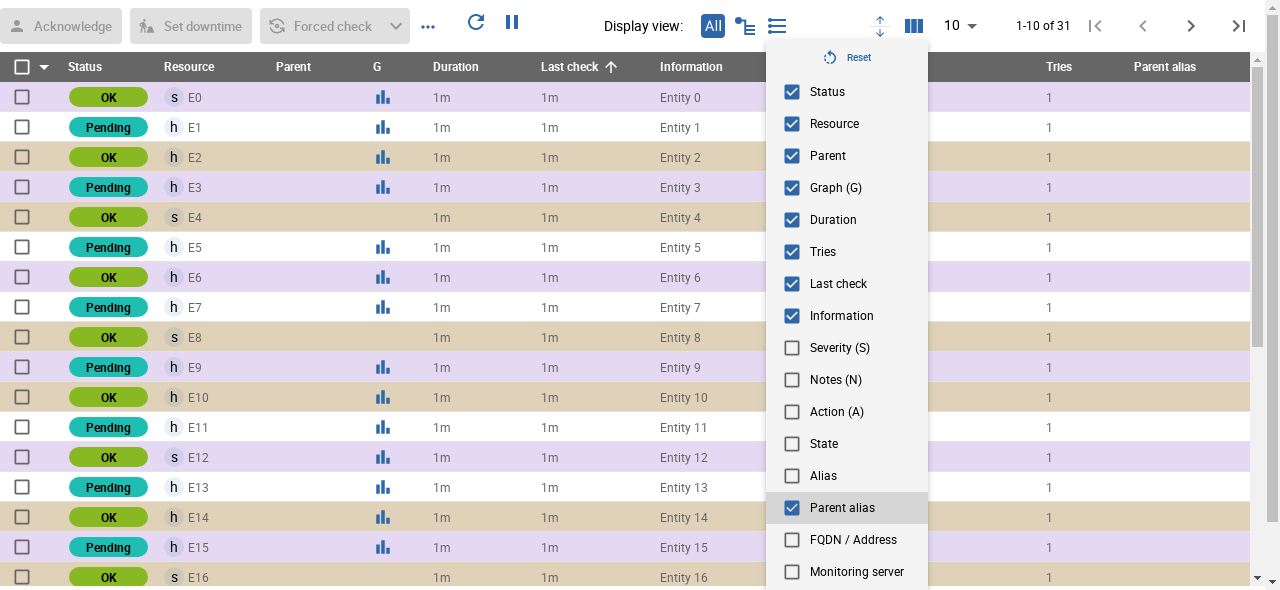 Acknowledge Set downtime Forced check Display view: All 10 1-10 of 31
Status Resource Parent G Duration Last check Information Tries Parent alias
OK s E0 1m 1m Entity 0 1
Pending h E1 1m 1m Entity 1 1
OK h E2 1m 1m Entity 2 1
Pending h E3 1m 1m Entity 3 1
OK s E4 1m 1m Entity 4 1
Pending h E5 1m 1m Entity 5 1
OK h E6 1m 1m Entity 6 1
Pending h E7 1m 1m Entity 7 1
OK s E8 1m 1m Entity 8 1
Pending h E9 1m 1m Entity 9 1
OK h E10 1m 1m Entity 10 1
Pending h E11 1m 1m Entity 11 1
OK s E12 1m 1m Entity 12 1
Pending h E13 1m 1m Entity 13 1
OK h E14 1m 1m Entity 14 1
Pending h E15 1m 1m Entity 15 1
OK s E16 1m 1m Entity 16 1
Reset
Status
Resource
Parent
Graph (G)
Duration
Tries
Last check
Information
Severity (S)
Notes (N)
Action (A)
State
Alias
Parent alias
FQDN / Address
Monitoring server